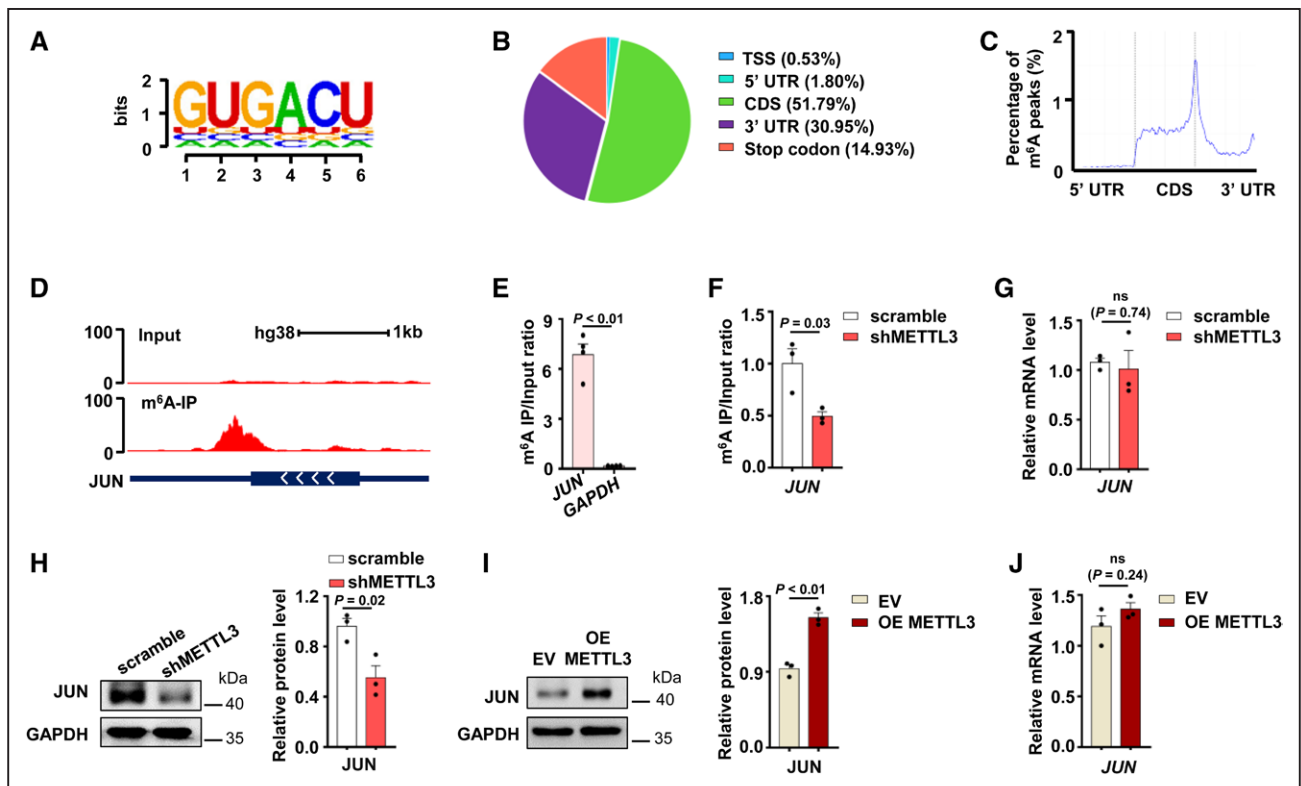 A
2
1
0
bits
GUGACU
1 2 3 4 5 6
B
TSS (0.53%)
5' UTR (1.80%)
CDS (51.79%)
3' UTR (30.95%)
Stop codon (14.93%)
C
Percentage of
m⁶A peaks (%)
2
1
0
5' UTR CDS 3' UTR
D
100
0
Input
hg38 1kb
100
0
m⁶A-IP
JUN
E
m⁶A IP/Input ratio
9
6
3
0
P < 0.01
JUN
GAPDH
F
m⁶A IP/Input ratio
1.5
1.0
0.5
0.0
P = 0.03
JUN
scramble
shMETTL3
G
Relative mRNA level
1.5
1.0
0.5
0.0
ns
(P = 0.74)
JUN
scramble
shMETTL3
H
scramble
shMETTL3
kDa
JUN
40
GAPDH
35
scramble
shMETTL3
P = 0.02
Relative protein level
1.2
0.8
0.4
0.0
JUN
I
OE
EV METTL3
kDa
JUN
40
GAPDH
35
Relative protein level
1.8
0.9
0.0
P < 0.01
JUN
EV
OE METTL3
J
Relative mRNA level
1.5
1.0
0.5
0.0
ns
(P = 0.24)
JUN
EV
OE METTL3